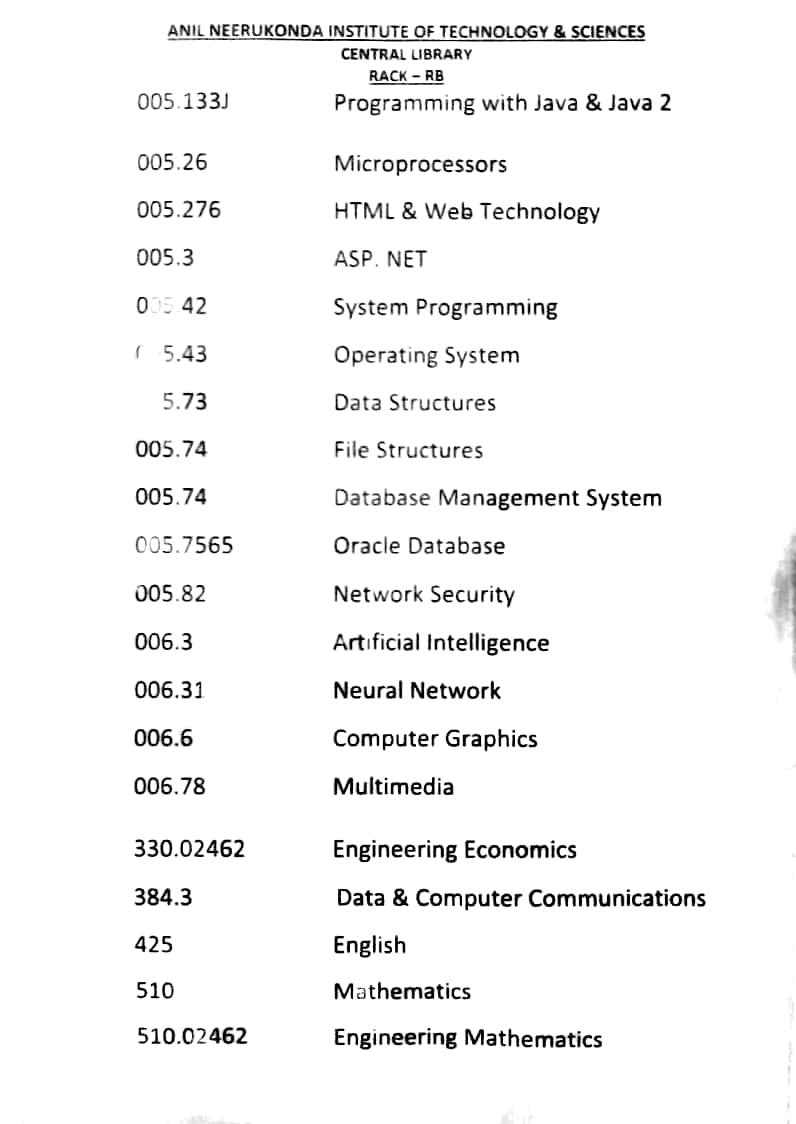 ANIL NEERUKONDA INSTITUTE OF TECHNOLOGY & SCIENCES
CENTRAL LIBRARY
RACK – RB
005.133J Programming with Java & Java 2
005.26 Microprocessors
005.276 HTML & Web Technology
005.3 ASP. NET
005.42 System Programming
5.43 Operating System
5.73 Data Structures
005.74 File Structures
005.74 Database Management System
005.7565 Oracle Database
005.82 Network Security
006.3 Artificial Intelligence
006.31 Neural Network
006.6 Computer Graphics
006.78 Multimedia
330.02462 Engineering Economics
384.3 Data & Computer Communications
425 English
510 Mathematics
510.02462 Engineering Mathematics